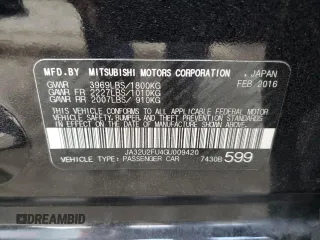 MFD.BY MITSUBISHI MOTORS CORPORATION , JAPAN
GVWR 3969LBS/1800KG FEB 2016
GAWR FR 2227LBS/1010KG
GAWR RR 2007LBS/ 910KG
THIS VEHICLE CONFORMS TO ALL APPLICABLE FEDERAL MOTOR VEHICLE SAFETY, BUMPER, AND THEFT PREVENTION STANDARDS IN EFFECT ON THE DATE OF MANUFACTURE SHOWN ABOVE.
JA32U2FU4GU009420
VEHICLE TYPE: PASSENGER CAR 7430B 599
DREAMBID